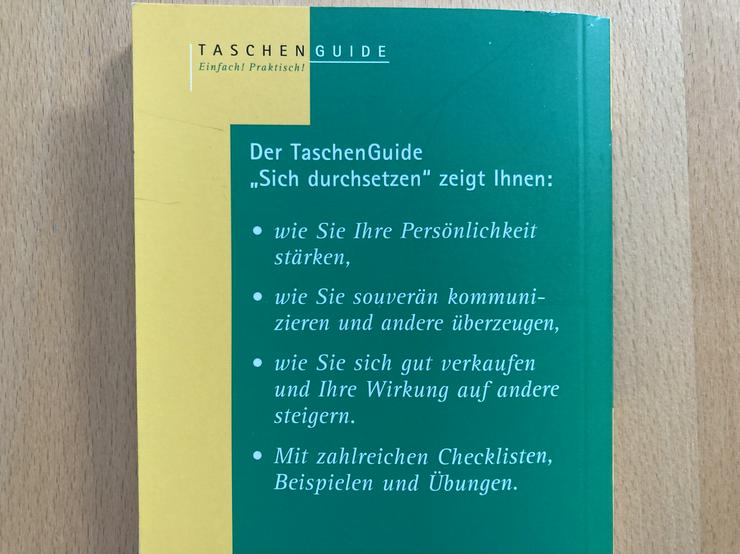 TASCHENGUIDE
Einfach! Praktisch!
Der TaschenGuide
„Sich durchsetzen“ zeigt Ihnen:
• wie Sie Ihre Persönlichkeit
stärken,
• wie Sie souverän kommuni-
zieren und andere überzeugen,
• wie Sie sich gut verkaufen
und Ihre Wirkung auf andere
steigern.
• Mit zahlreichen Checklisten,
Beispielen und Übungen.